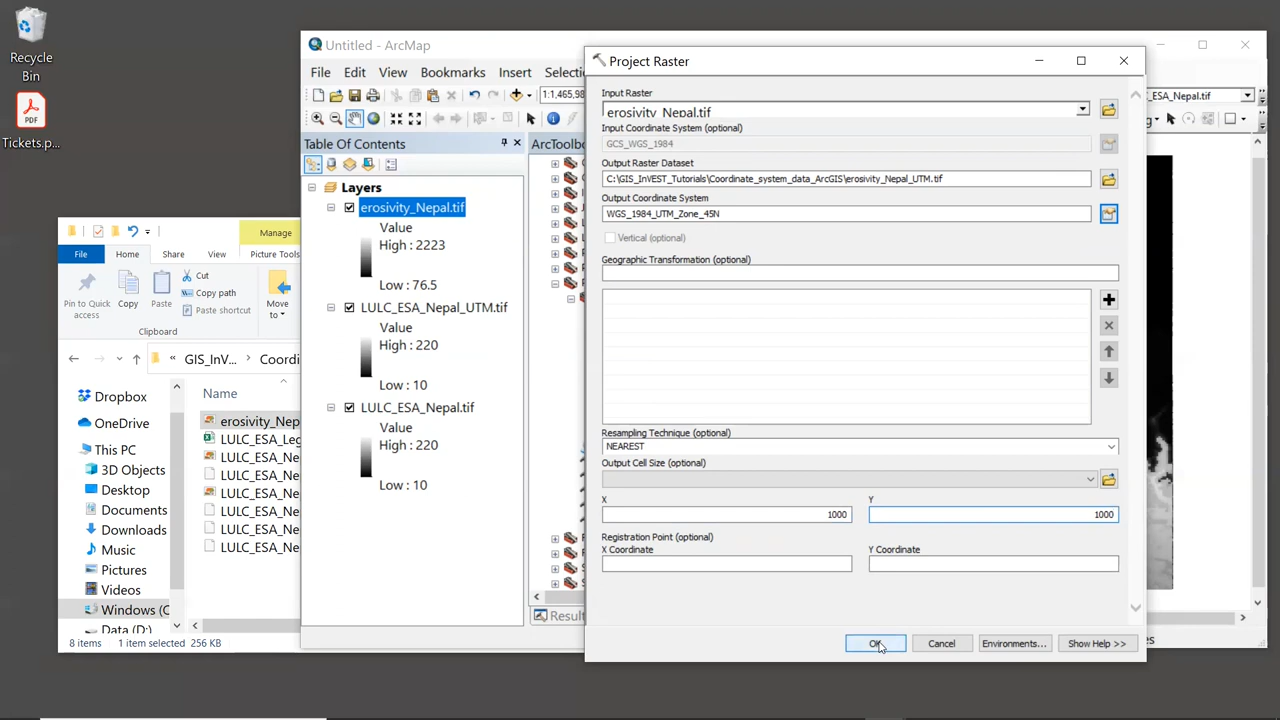 Recycle
Bin
Tickets.p...
Untitled - ArcMap
File Edit View Bookmarks Insert Selectio
1:1,465,98
_ESA_Nepal.tif
Table Of Contents
ArcToolbo
Layers
erosivity_Nepal.tif
Value
High : 2223
Low : 76.5
LULC_ESA_Nepal_UTM.tif
Value
High : 220
Low : 10
LULC_ESA_Nepal.tif
Value
High : 220
Low : 10
Result
Manage
File Home Share View Picture Tools
Pin to Quick
access
Copy
Paste
Cut
Copy path
Paste shortcut
Move
to
Clipboard
« GIS_InV... > Coordi
Name
Dropbox
OneDrive
This PC
3D Objects
Desktop
Documents
Downloads
Music
Pictures
Videos
Windows (C
Data (D:)
erosivity_Nep
LULC_ESA_Leg
LULC_ESA_Ne
LULC_ESA_Ne
LULC_ESA_Ne
LULC_ESA_Ne
LULC_ESA_Ne
LULC_ESA_Ne
8 items 1 item selected 256 KB
Project Raster
Input Raster
erosivity_Nepal.tif
Input Coordinate System (optional)
GCS_WGS_1984
Output Raster Dataset
C:\GIS_InVEST_Tutorials\Coordinate_system_data_ArcGIS\erosivity_Nepal_UTM.tif
Output Coordinate System
WGS_1984_UTM_Zone_45N
Vertical (optional)
Geographic Transformation (optional)
Resampling Technique (optional)
NEAREST
Output Cell Size (optional)
X Y
1000 1000
Registration Point (optional)
X Coordinate Y Coordinate
OK Cancel Environments... Show Help >>